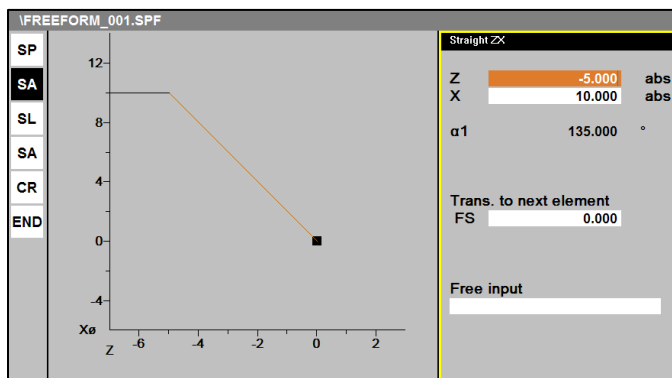 \FREEFORM_001.SPF
SP
SA
SL
SA
CR
END
12
8
4
0
-4
Xø
Z
-6 -4 -2 0 2
Straight ZX
Z -5.000 abs
X 10.000 abs
α1 135.000 °
Trans. to next element
FS 0.000
Free input